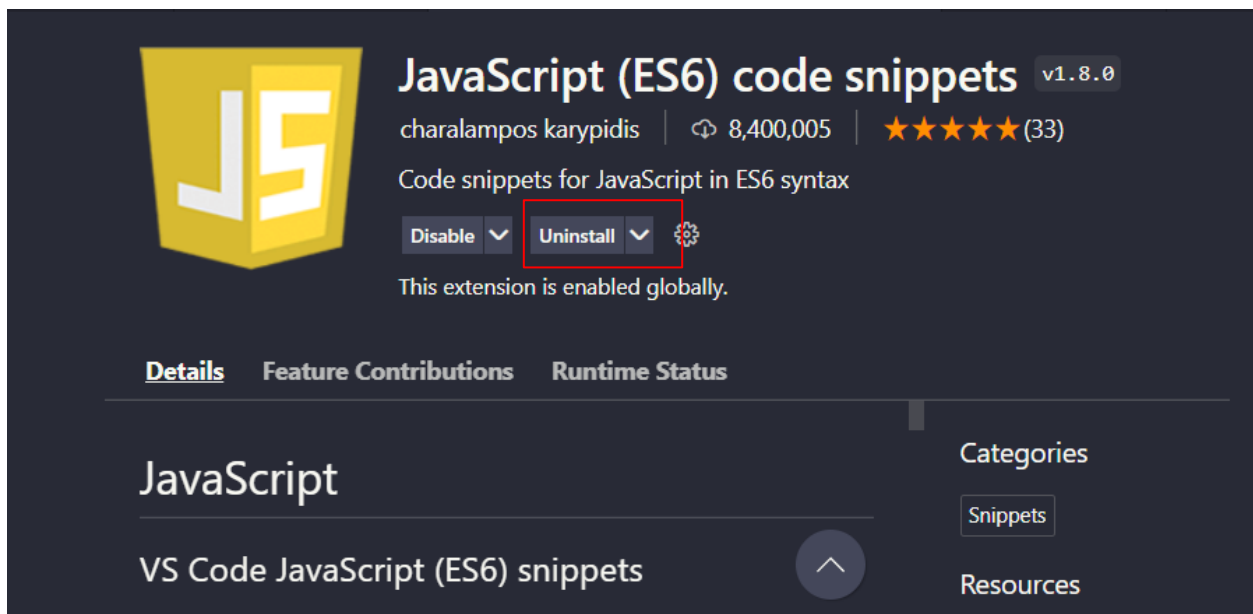 JS
JavaScript (ES6) code snippets v1.8.0
charalampos karypidis 8,400,005 (33)
Code snippets for JavaScript in ES6 syntax
Disable Uninstall
This extension is enabled globally.
Details Feature Contributions Runtime Status
JavaScript
VS Code JavaScript (ES6) snippets
Categories
Snippets
Resources